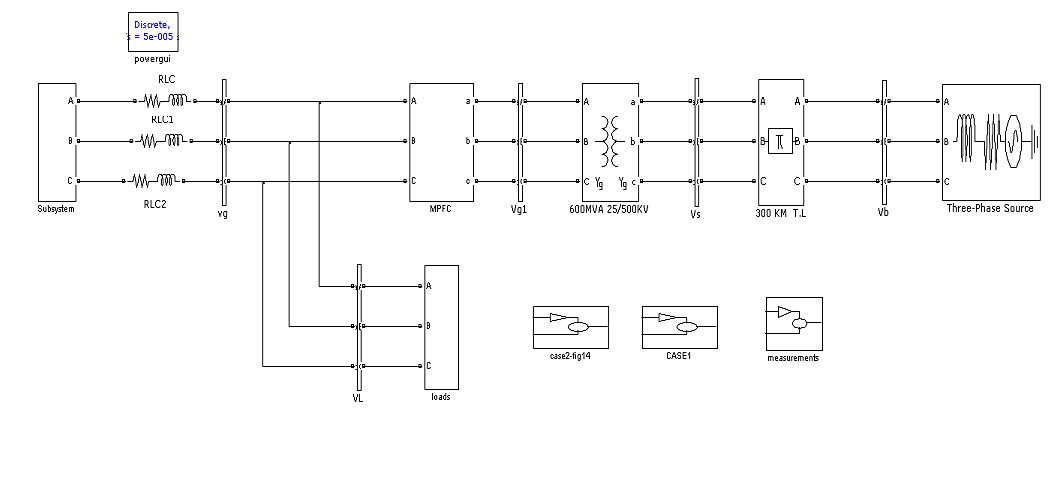 Discrete,
s = 5e-005 s
powergui
RLC
A
A
a
A
a
A
A
A
RLC1
B
B
b
B
b
B
π
B
B
RLC2
C
C
c
C
Yg
Yg
c
C
C
C
Subsystem
vg
MPFC
Vg1
600MVA 25/500KV
Vs
300 KM T.L
Vb
Three-Phase Source
A
B
C
VL
loads
case2-fig14
CASE1
measurements